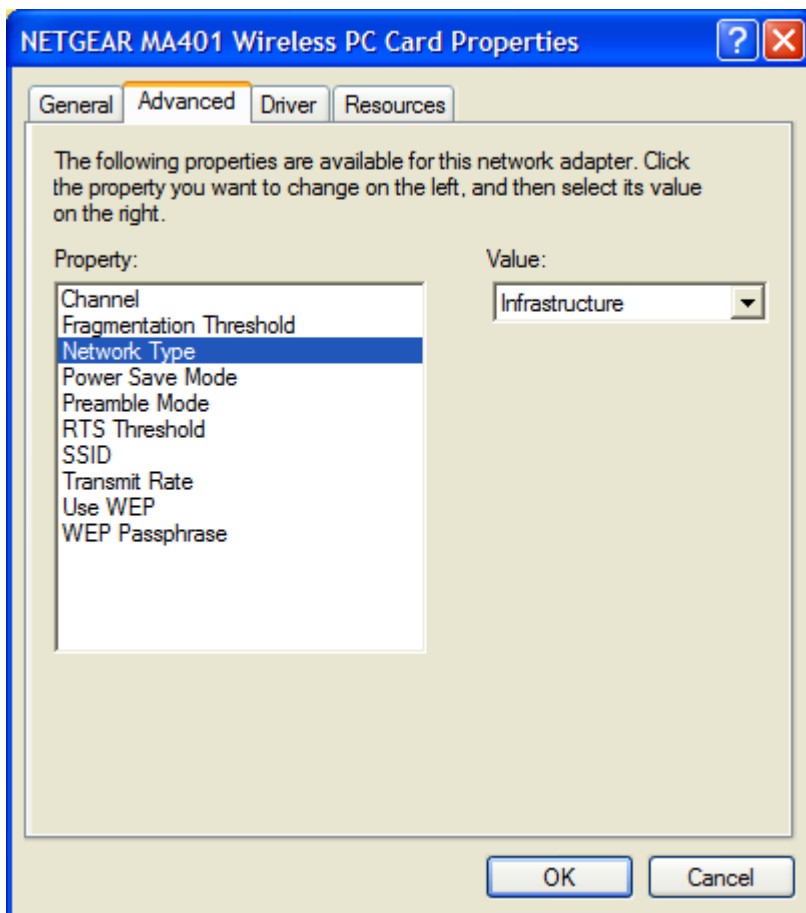 NETGEAR MA401 Wireless PC Card Properties
General Advanced Driver Resources
The following properties are available for this network adapter. Click
the property you want to change on the left, and then select its value
on the right.
Property:
Channel
Fragmentation Threshold
Network Type
Power Save Mode
Preamble Mode
RTS Threshold
SSID
Transmit Rate
Use WEP
WEP Passphrase
Value:
Infrastructure
OK Cancel